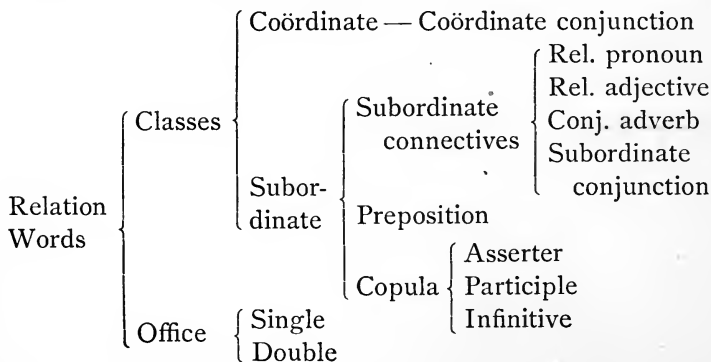 Coördinate — Coördinate conjunction
Rel. pronoun
Rel. adjective
Classes
Subordinate
connectives
Conj. adverb
Subordinate
conjunction
Relation
Words
Subor-
dinate
Preposition
Copula
Asserter
Participle
Infinitive
Office
Single
Double